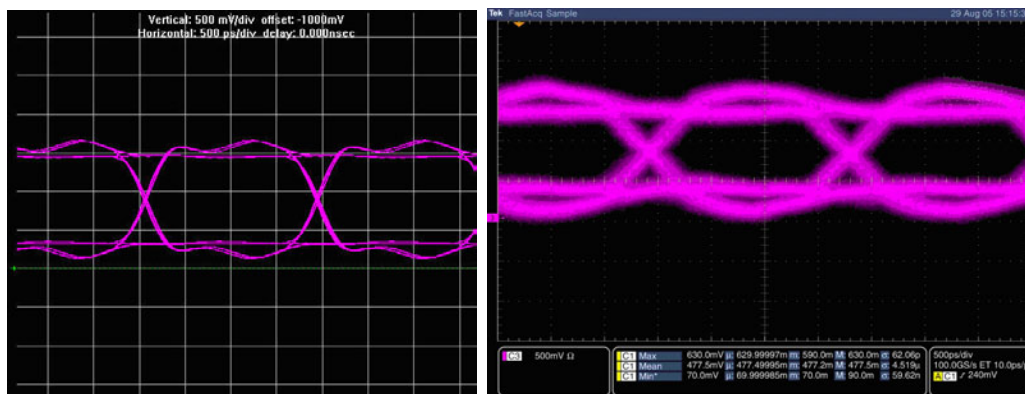 Vertical: 500 mV/div offset: -1000mV
Horizontal: 500 ps/div delay: 0.000nsec
Tek FastAcq Sample
29 Aug 05 15:15:3
3
C3 500mV Ω
C1 Max 630.0mV µ: 629.99997m m: 590.0m M: 630.0m σ: 62.06p
C1 Mean 477.5mV µ: 477.49995m m: 477.2m M: 477.5m σ: 4.519µ
C1 Min* 70.0mV µ: 69.999985m m: 70.0m M: 90.0m σ: 59.62n
500ps/div
100.0GS/s ET 10.0ps/p
A C1 240mV